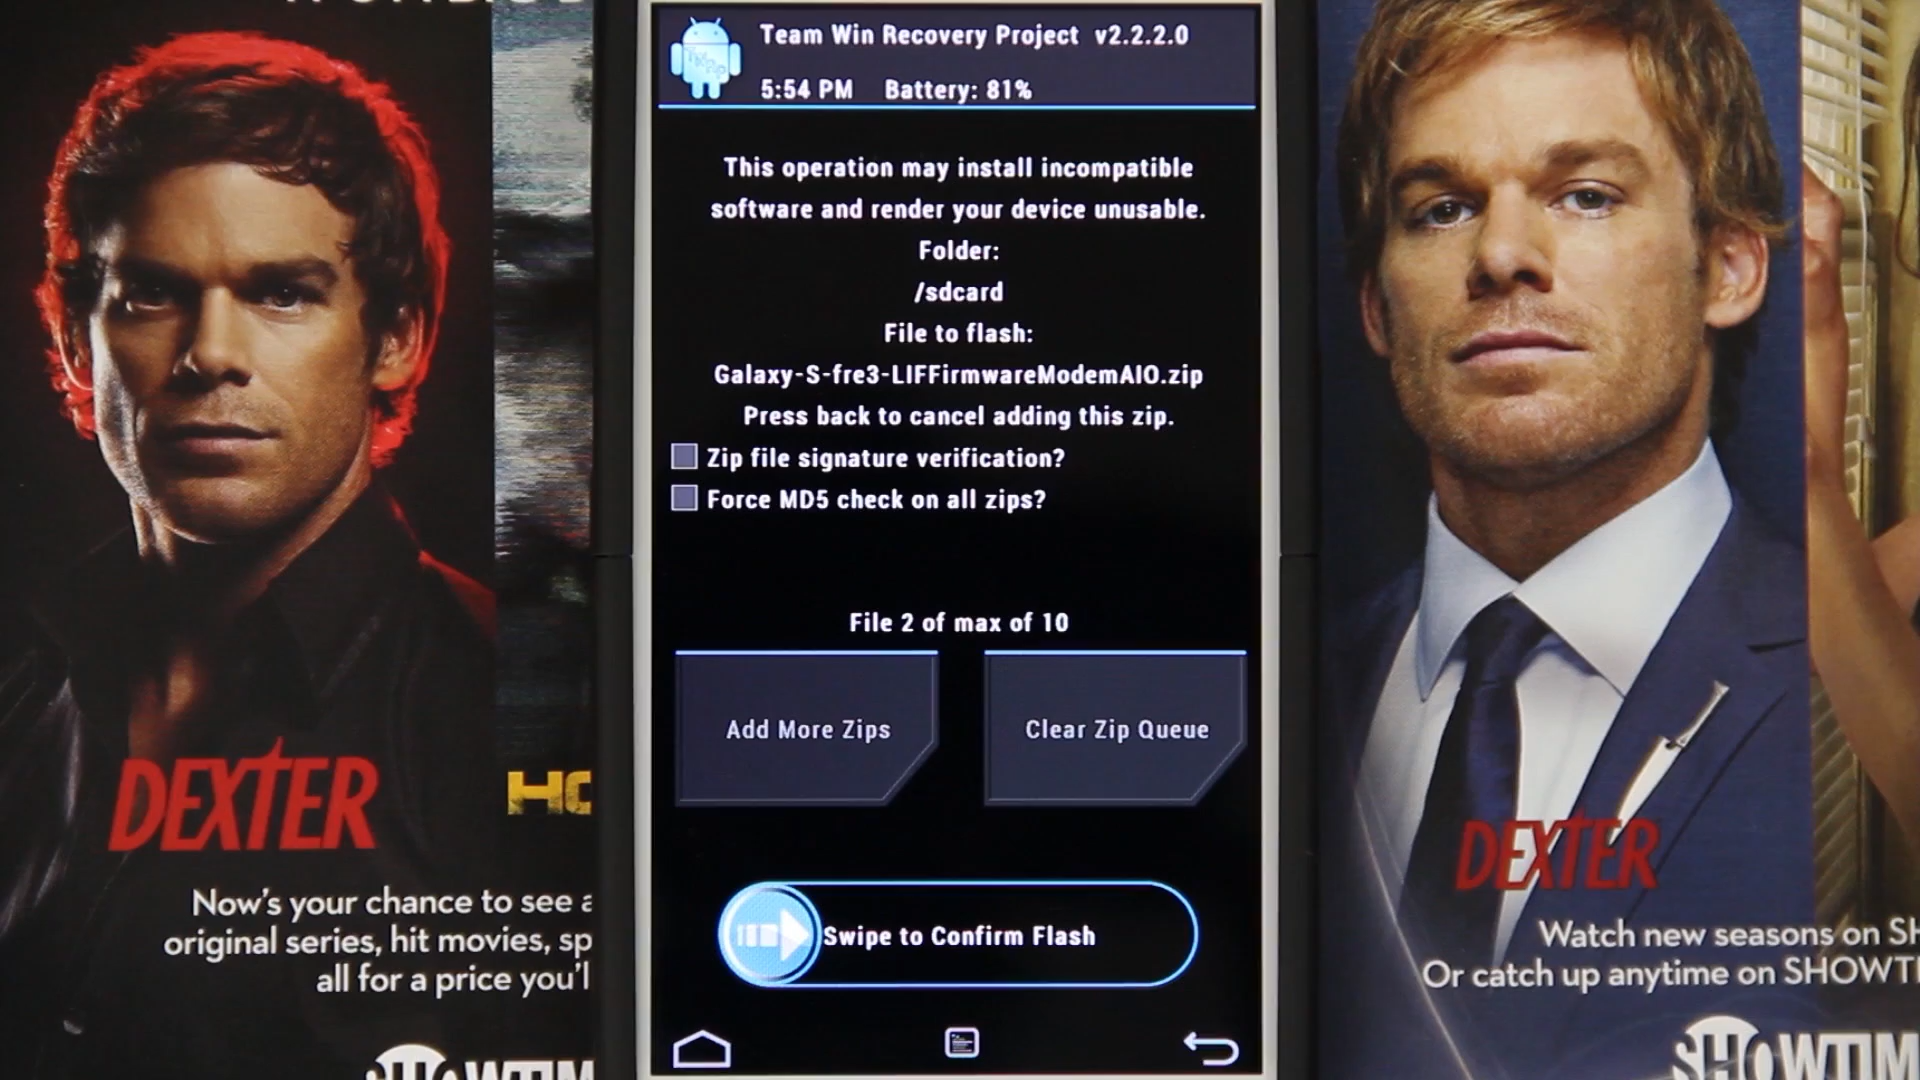 Team Win Recovery Project v2.2.2.0
5:54 PM Battery: 81%
This operation may install incompatible
software and render your device unusable.
Folder:
/sdcard
File to flash:
Galaxy-S-fre3-LIFFirmwareModemAIO.zip
Press back to cancel adding this zip.
Zip file signature verification?
Force MD5 check on all zips?
File 2 of max of 10
Add More Zips
Clear Zip Queue
Swipe to Confirm Flash
DEXTER
HO
Now's your chance to see a
original series, hit movies, sp
all for a price you'l
SHOWTIM
DEXTER
Watch new seasons on SH
Or catch up anytime on SHOWTI
SHOWTIM